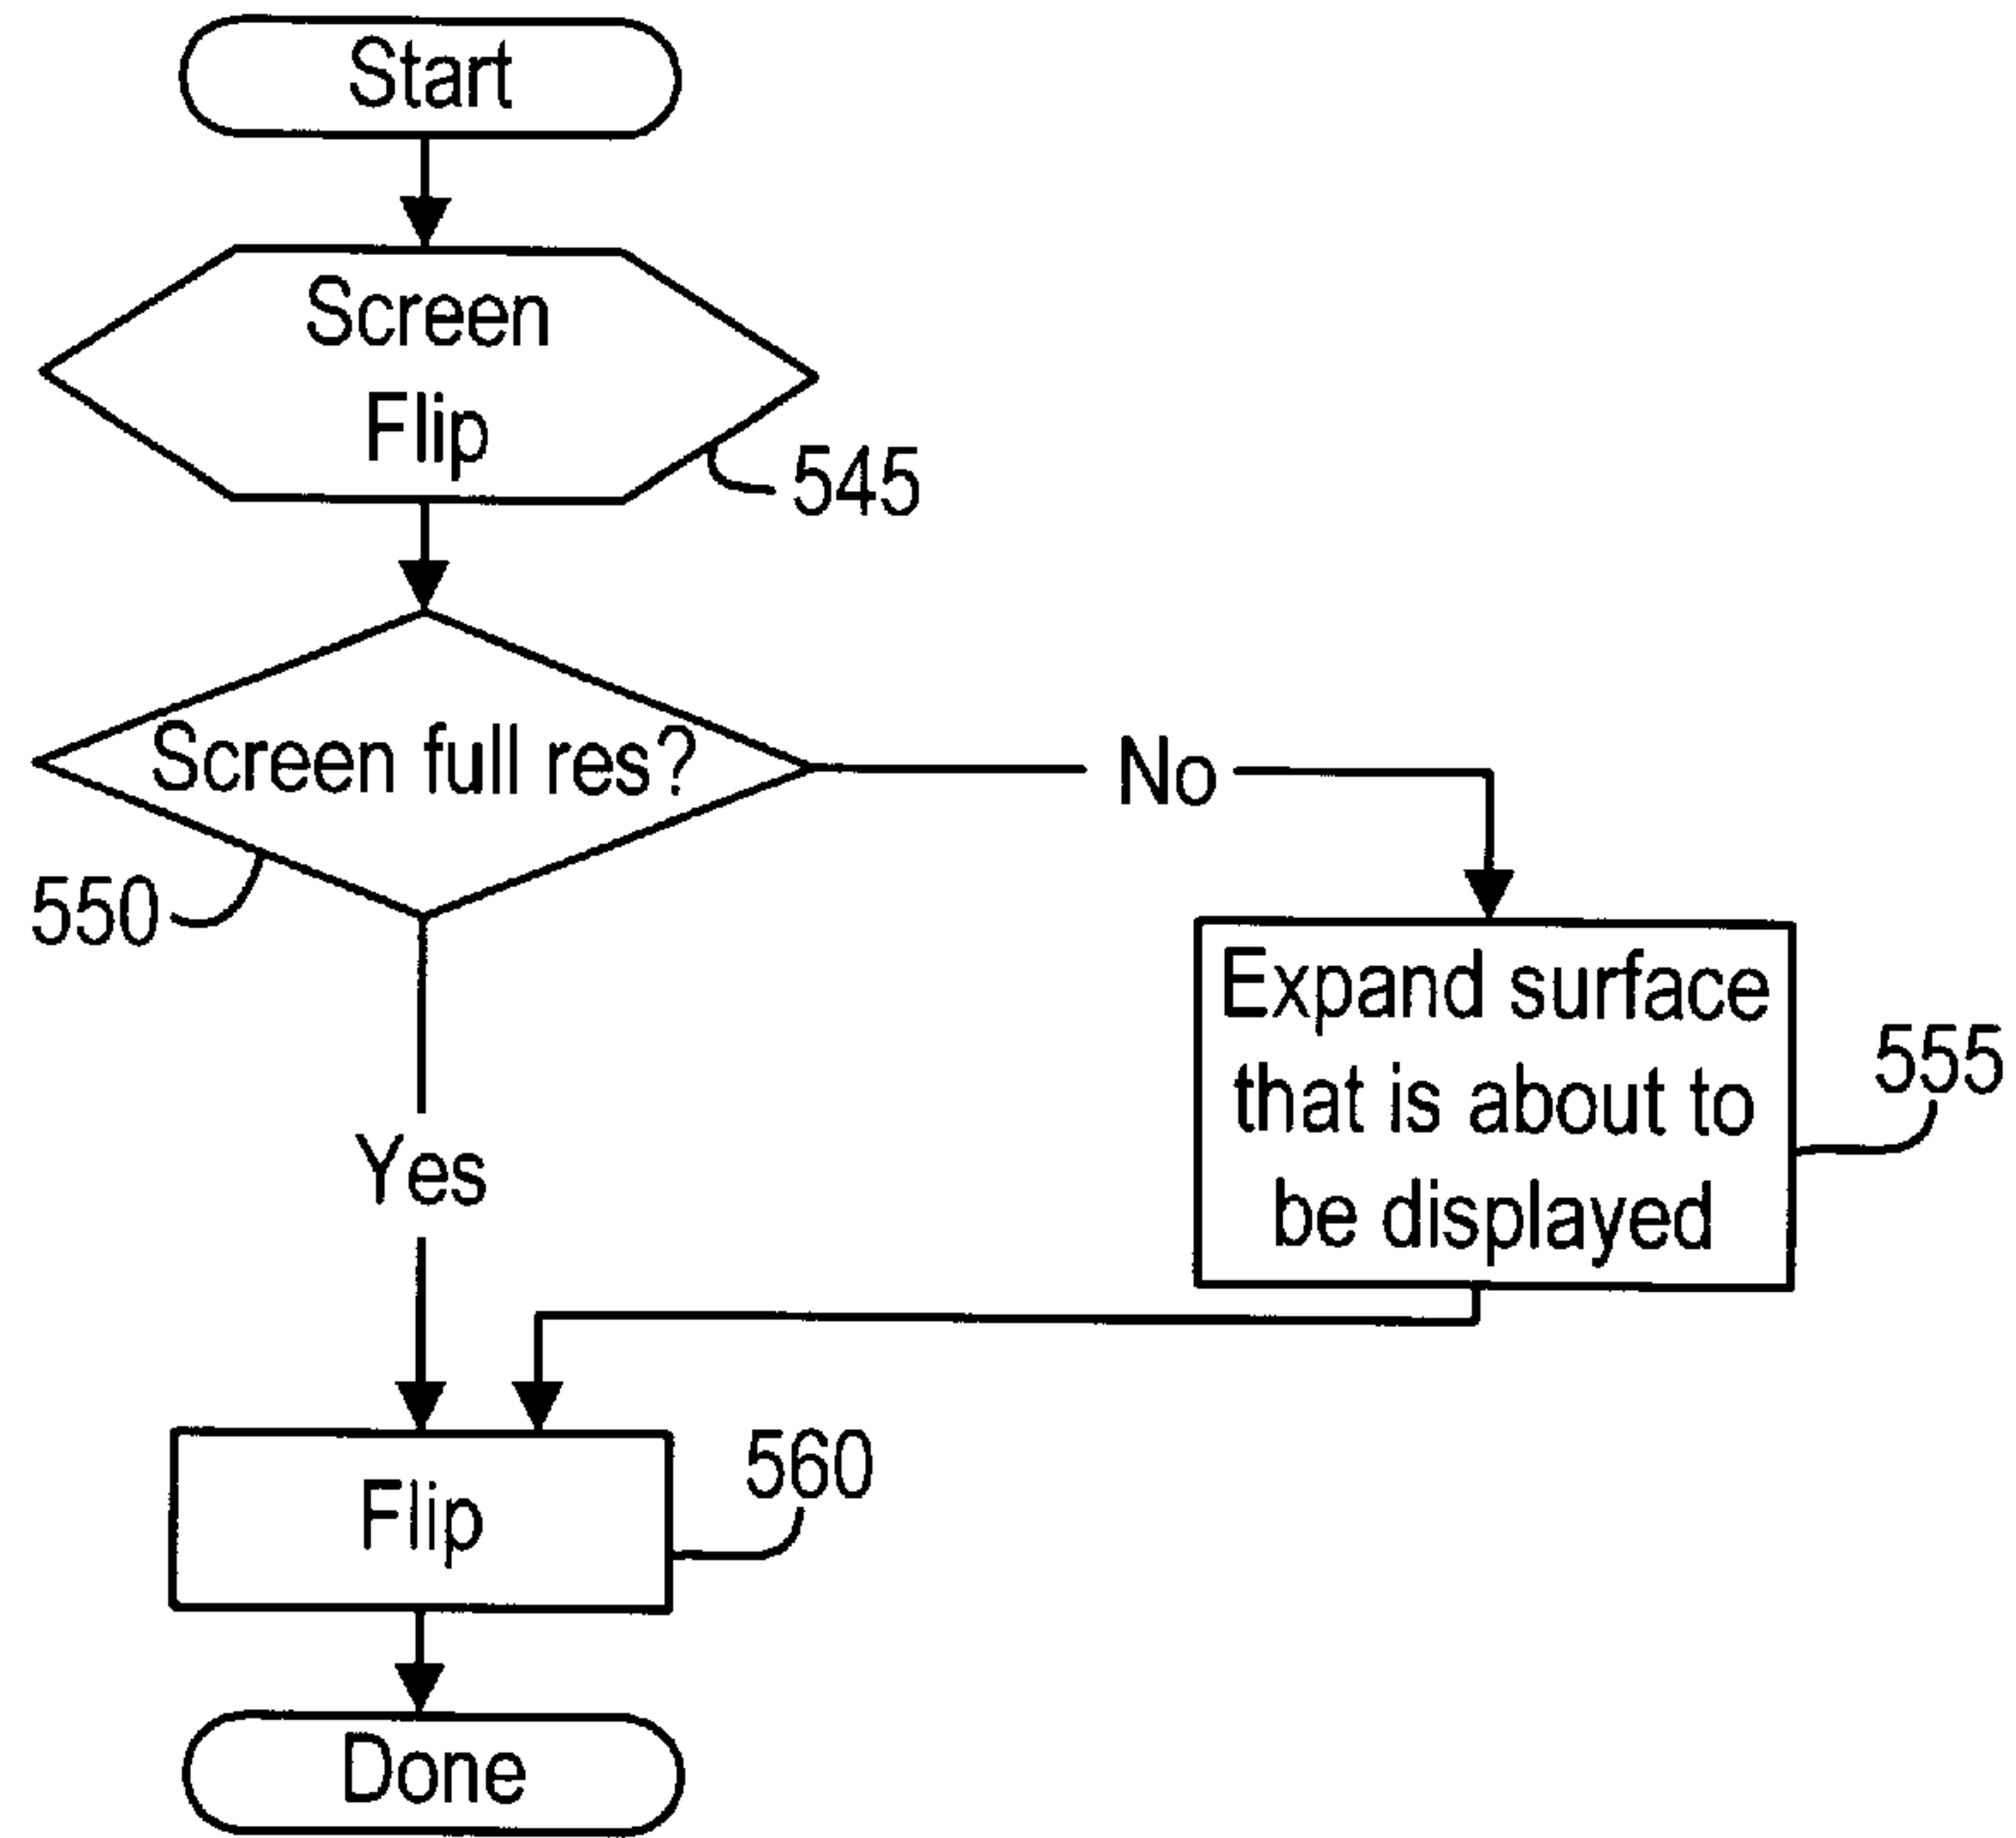 Start
Screen
Flip
545
Screen full res?
No
550
Expand surface
that is about to
be displayed
555
Yes
Flip
560
Done